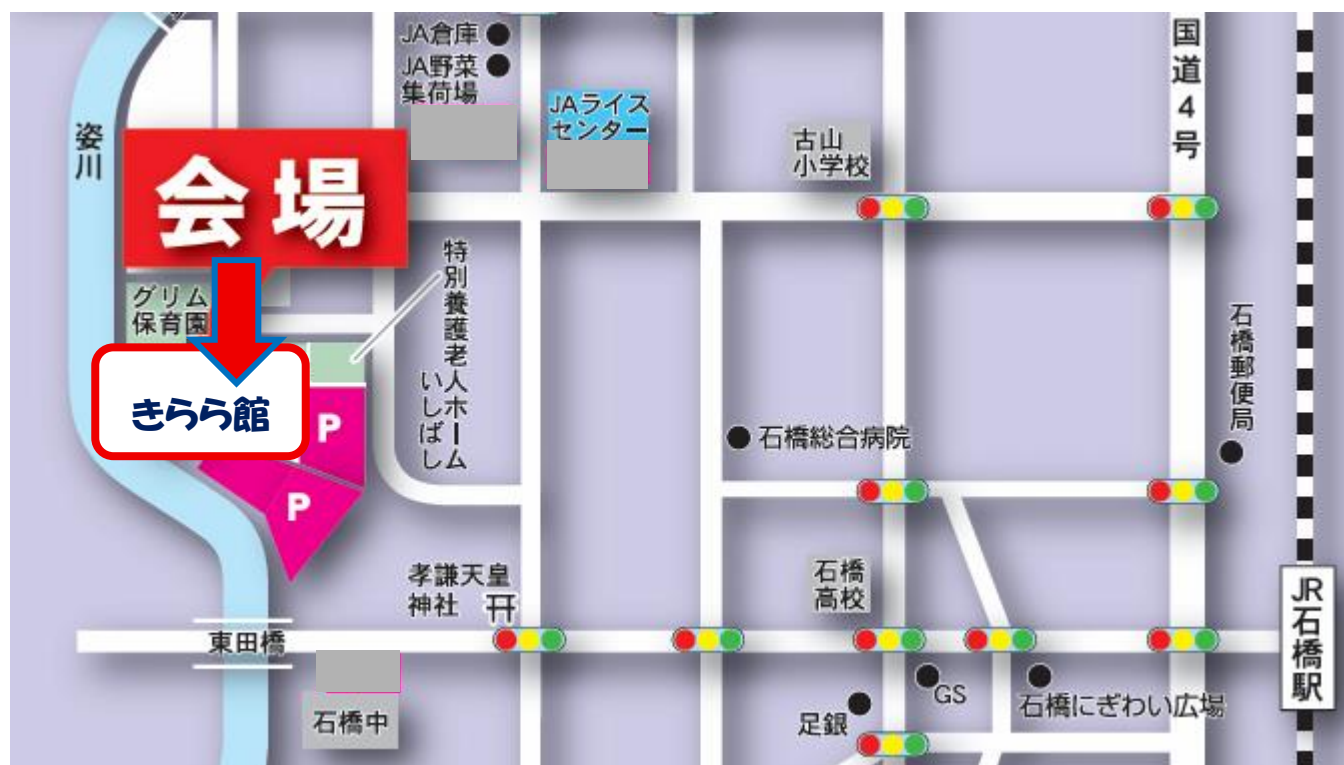 JA倉庫
JA野菜
集荷場
JAライス
センター
古山
小学校
国道4号
姿川
会場
グリム
保育園
きらら館
P
P
特別養護老人ホーム
いしばし
石橋総合病院
石橋郵便局
孝謙天皇
神社
石橋
高校
JR石橋駅
東田橋
石橋中
足銀
GS
石橋にぎわい広場